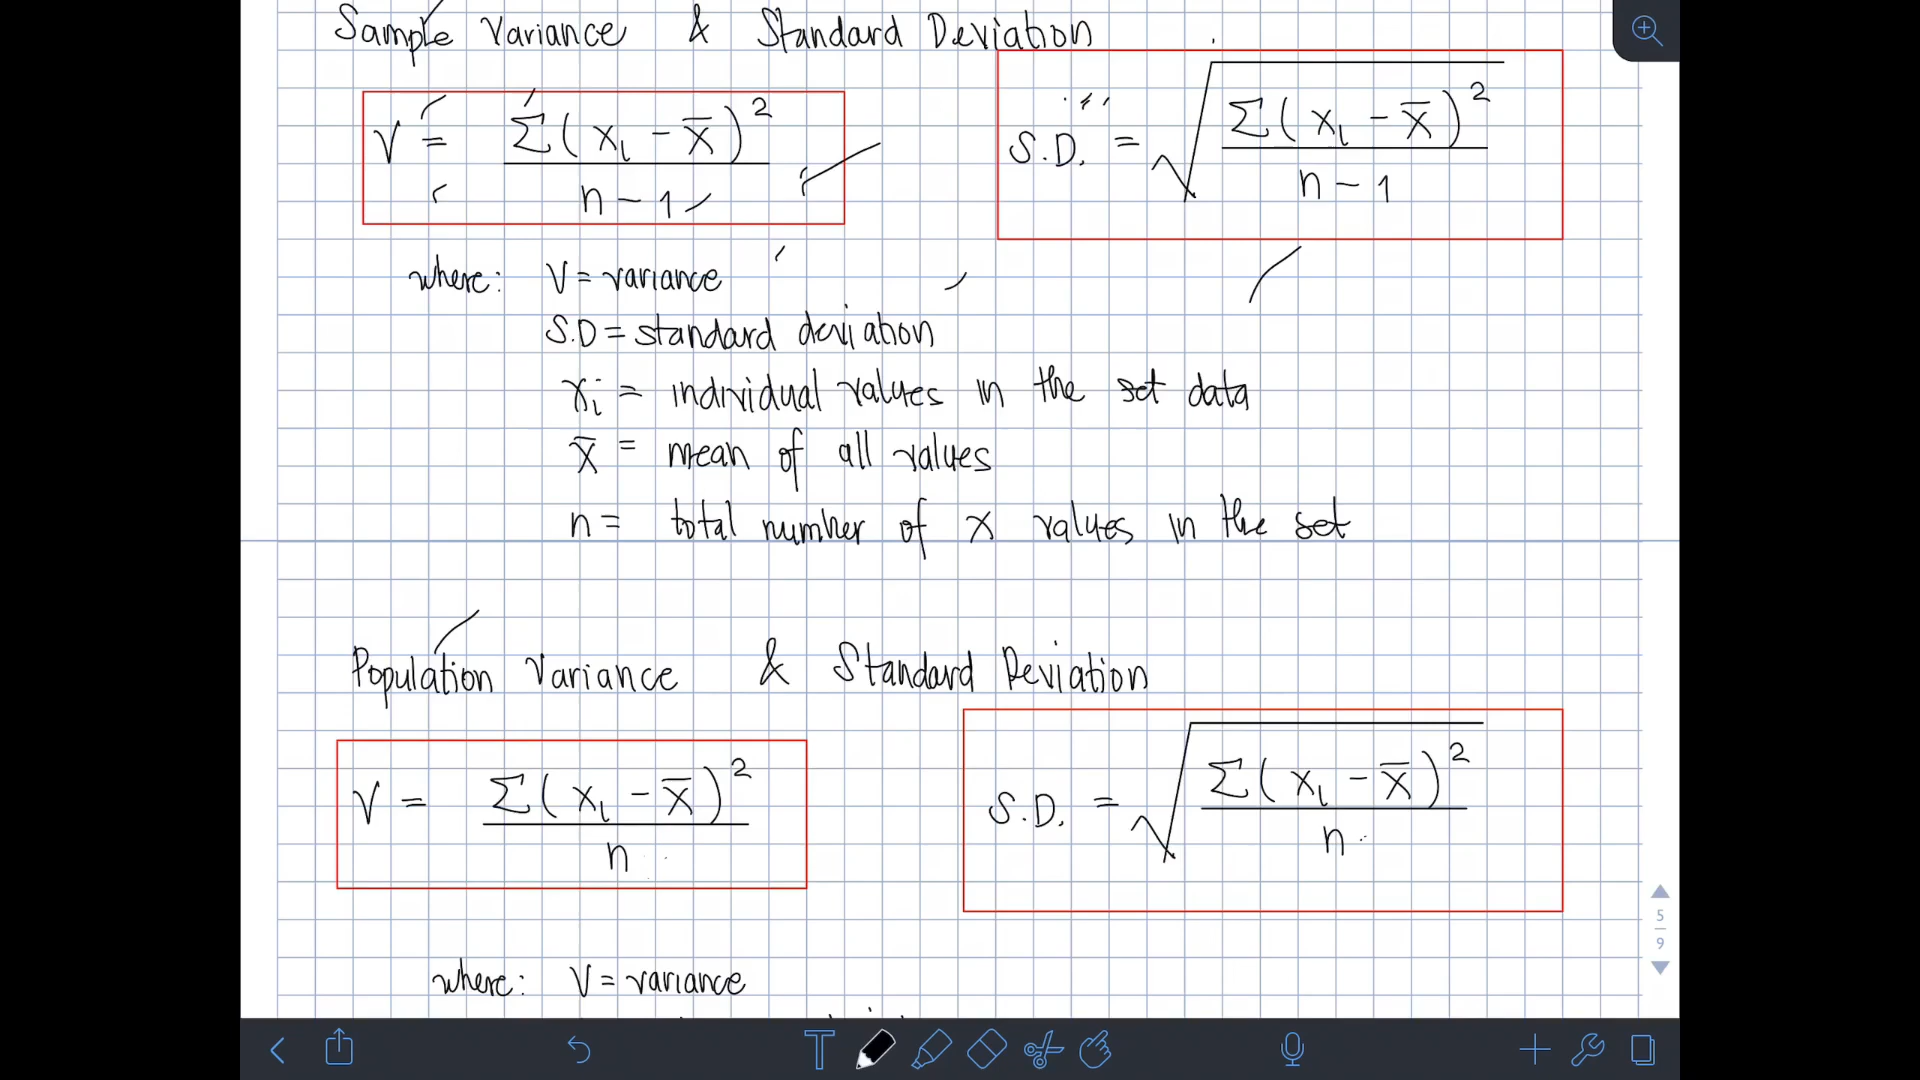 Sample Variance & Standard Deviation
V = Σ(xi - x̄)² / n - 1
S.D. = √(Σ(xi - x̄)² / n - 1)
where: V = variance
S.D = standard deviation
xi = individual values in the set data
x̄ = mean of all values
n = total number of x values in the set
Population Variance & Standard Deviation
V = Σ(xi - x̄)² / n
S.D. = √(Σ(xi - x̄)² / n)
where: V = variance
5
9
T